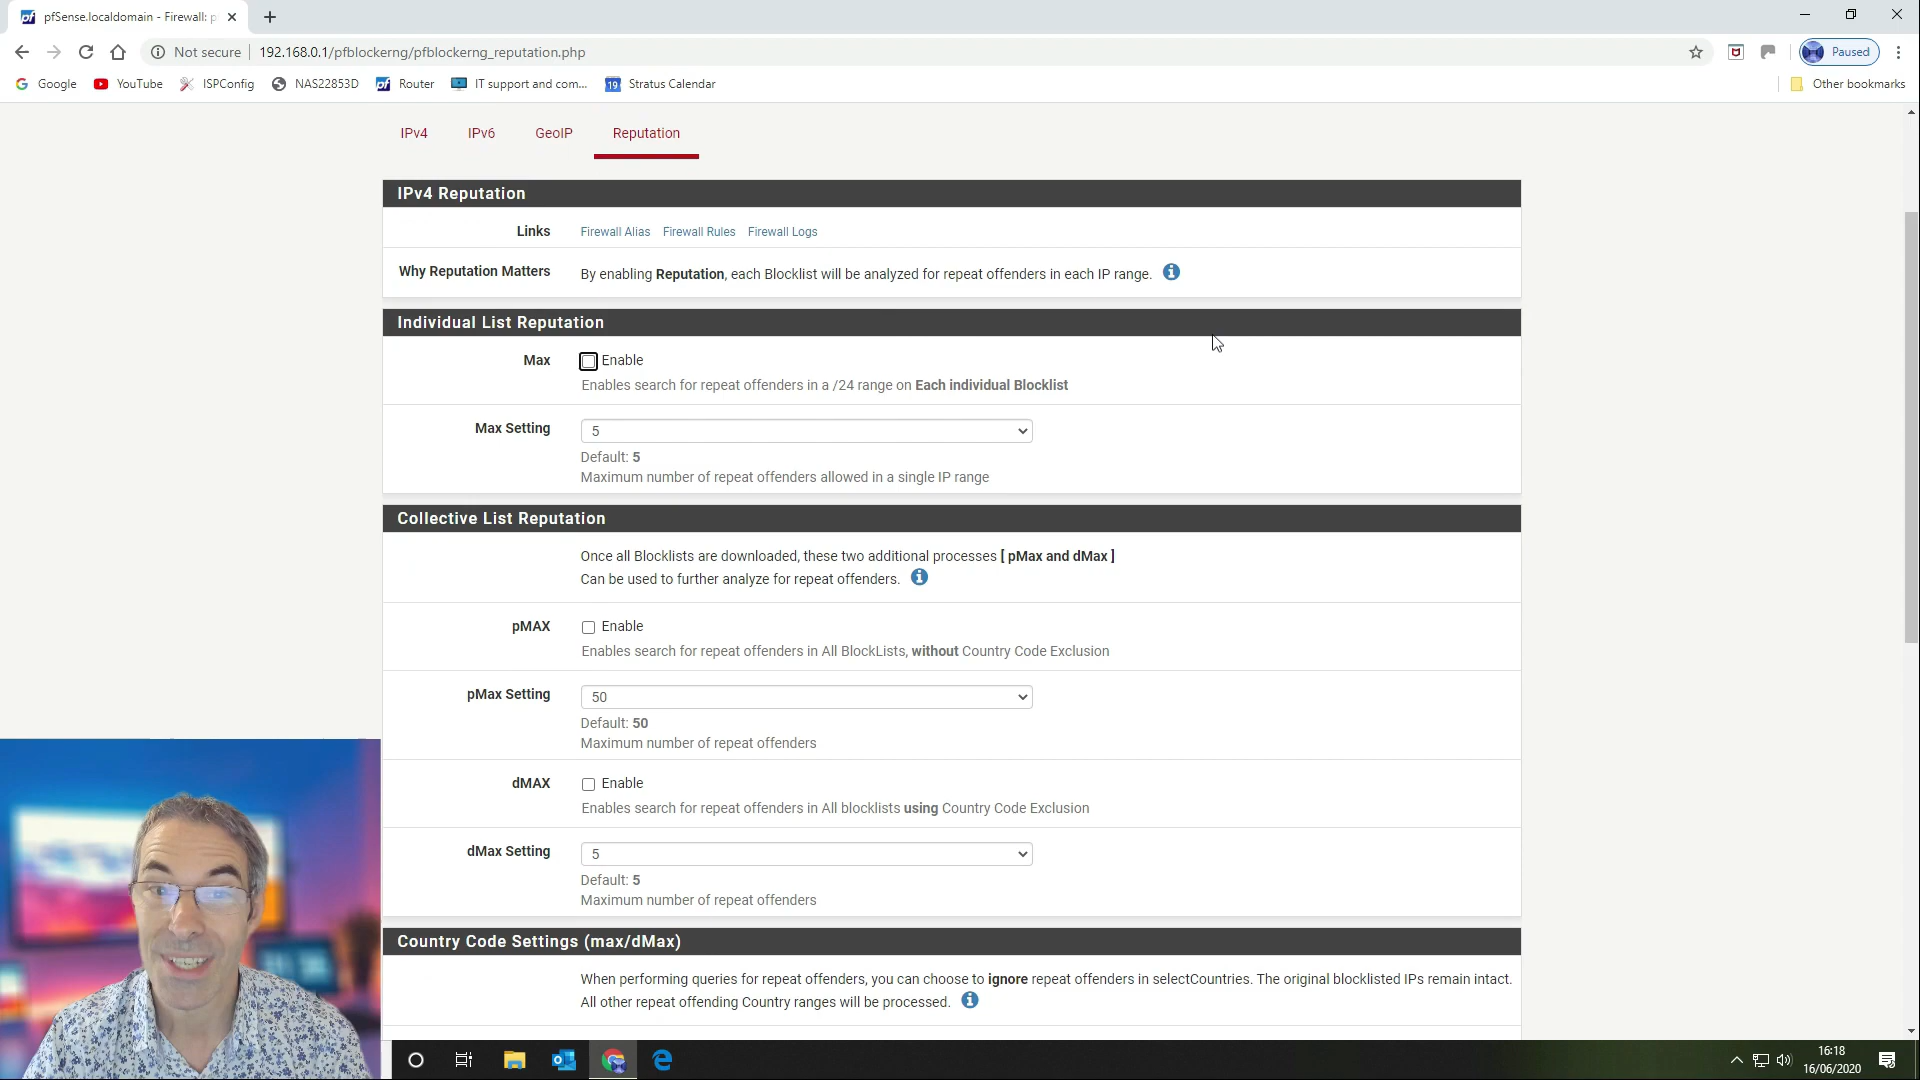 pfSense.localdomain - Firewall: p
Not secure
192.168.0.1/pfblockerng/pfblockerng_reputation.php
Paused
Google
YouTube
ISPConfig
NAS22853D
Router
IT support and com...
19
Stratus Calendar
Other bookmarks
IPv4
IPv6
GeoIP
Reputation
IPv4 Reputation
Links
Firewall Alias Firewall Rules Firewall Logs
Why Reputation Matters
By enabling Reputation, each Blocklist will be analyzed for repeat offenders in each IP range.
Individual List Reputation
Max
Enable
Enables search for repeat offenders in a /24 range on Each individual Blocklist
Max Setting
5
Default: 5
Maximum number of repeat offenders allowed in a single IP range
Collective List Reputation
Once all Blocklists are downloaded, these two additional processes [ pMax and dMax ]
Can be used to further analyze for repeat offenders.
pMAX
Enable
Enables search for repeat offenders in All BlockLists, without Country Code Exclusion
pMax Setting
50
Default: 50
Maximum number of repeat offenders
dMAX
Enable
Enables search for repeat offenders in All blocklists using Country Code Exclusion
dMax Setting
5
Default: 5
Maximum number of repeat offenders
Country Code Settings (max/dMax)
When performing queries for repeat offenders, you can choose to ignore repeat offenders in selectCountries. The original blocklisted IPs remain intact.
All other repeat offending Country ranges will be processed.
16:18
16/06/2020